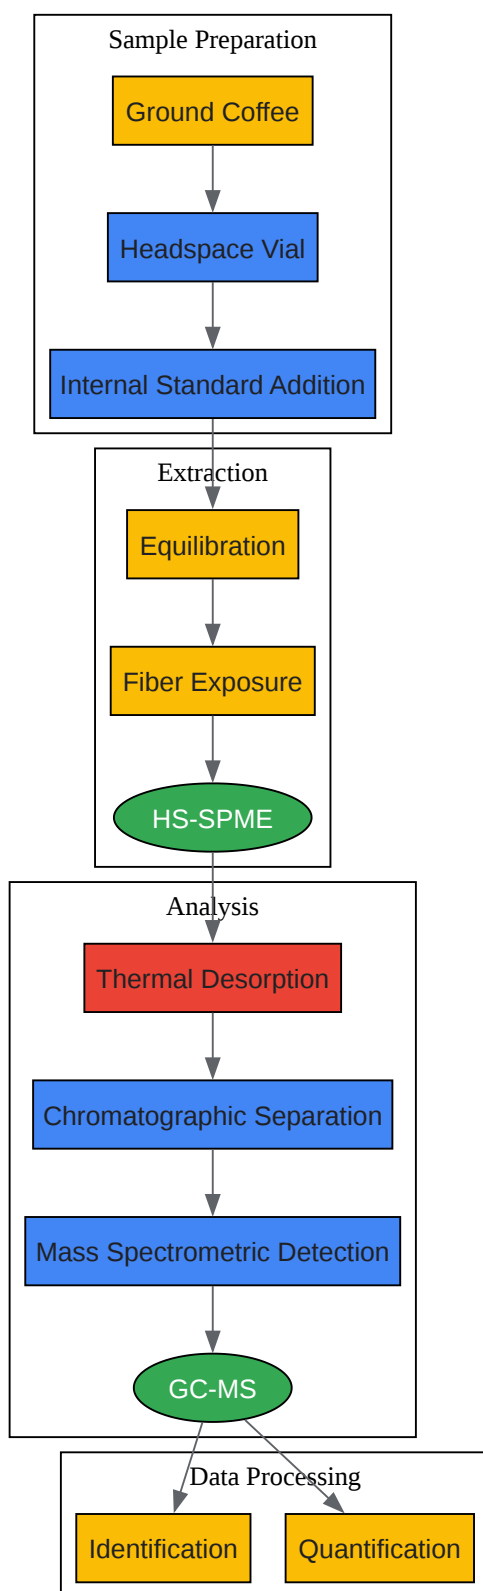 Sample Preparation
Ground Coffee
Headspace Vial
Internal Standard Addition
Extraction
Equilibration
Fiber Exposure
HS-SPME
Analysis
Thermal Desorption
Chromatographic Separation
Mass Spectrometric Detection
GC-MS
Data Processing
Identification
Quantification